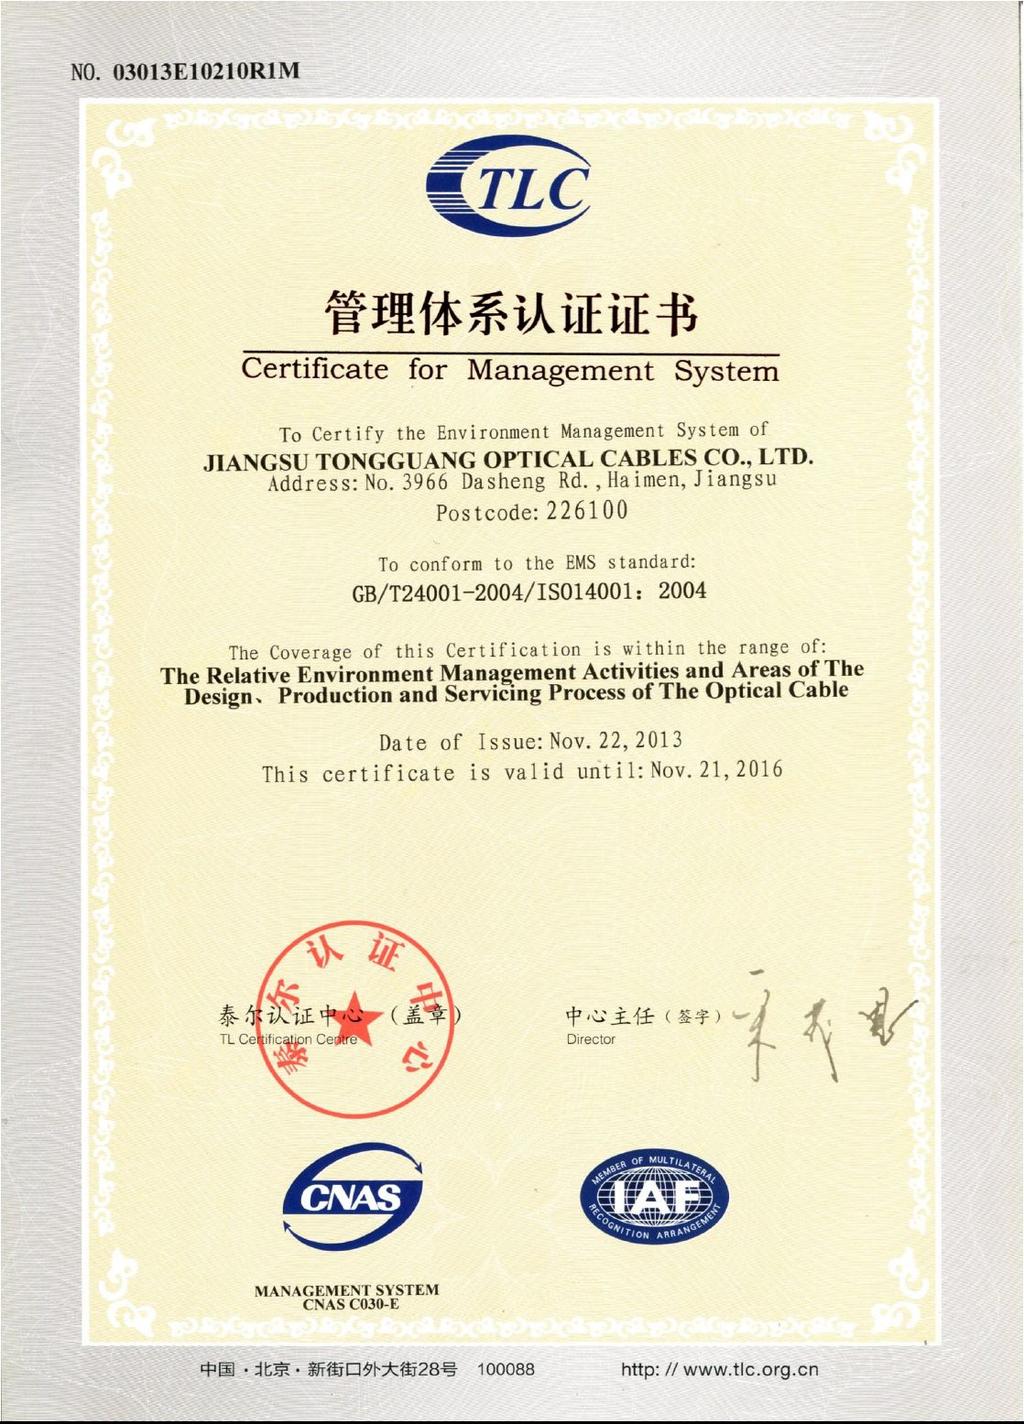 NO. 03013E10210R1M
TLC
管理体系认证证书
Certificate for Management System
To Certify the Environment Management System of
JIANGSU TONGGUANG OPTICAL CABLES CO., LTD.
Address: No. 3966 Dasheng Rd. , Haimen, Jiangsu
Postcode: 226100
To conform to the EMS standard:
GB/T24001-2004/ISO14001: 2004
The Coverage of this Certification is within the range of:
The Relative Environment Management Activities and Areas of The
Design、 Production and Servicing Process of The Optical Cable
Date of Issue: Nov. 22, 2013
This certificate is valid until: Nov. 21, 2016
泰尔认证中心
泰尔认证中心 （盖章）
TL Certification Centre
中心主任（签字）
Director
CNAS
MEMBER OF MULTILATERAL
IAF
RECOGNITION ARRANGEMENT
MANAGEMENT SYSTEM
CNAS C030-E
中国·北京·新街口外大街28号 100088 http: // www.tlc.org.cn